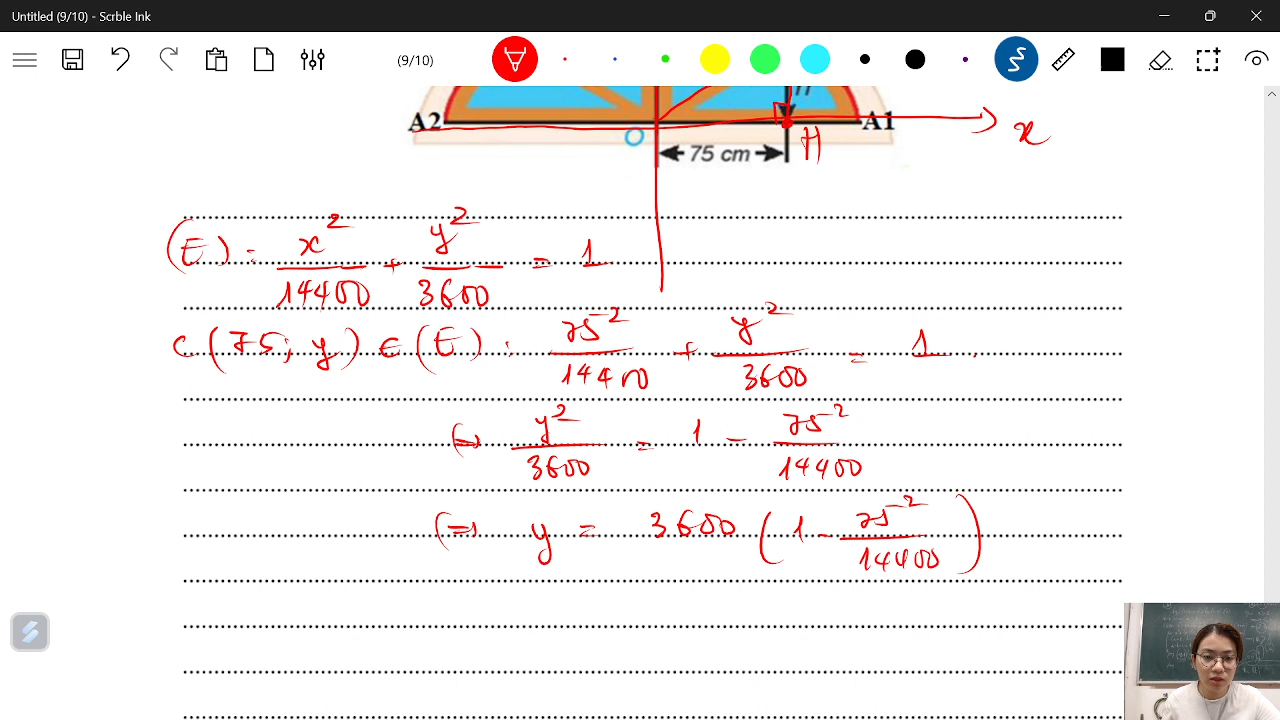 Untitled (9/10) - Scrble Ink
(9/10)
h
A2 A1
O H x
75 cm
(E): x²/14400 + y²/3600 = 1
C(75; y) ∈ (E): 75²/14400 + y²/3600 = 1.
⇔ y²/3600 = 1 - 75²/14400
⇔ y = 3600 (1 - 75²/14400)